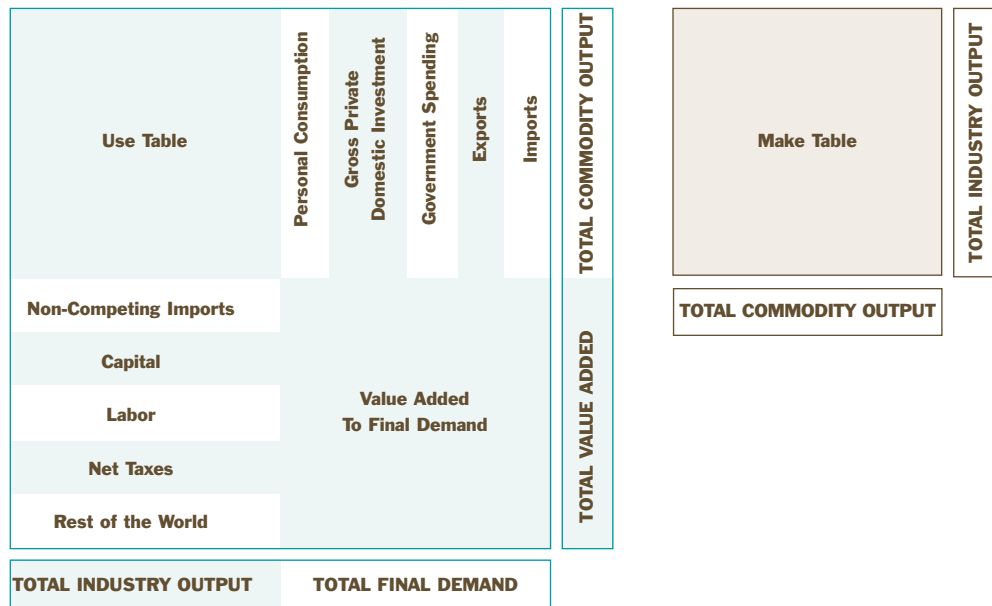 Use Table
Personal Consumption
Gross Private
Domestic Investment
Government Spending
Exports
Imports
TOTAL COMMODITY OUTPUT
Make Table
TOTAL INDUSTRY OUTPUT
Non-Competing Imports
Capital
Labor
Net Taxes
Rest of the World
Value Added
To Final Demand
TOTAL VALUE ADDED
TOTAL COMMODITY OUTPUT
TOTAL INDUSTRY OUTPUT
TOTAL FINAL DEMAND